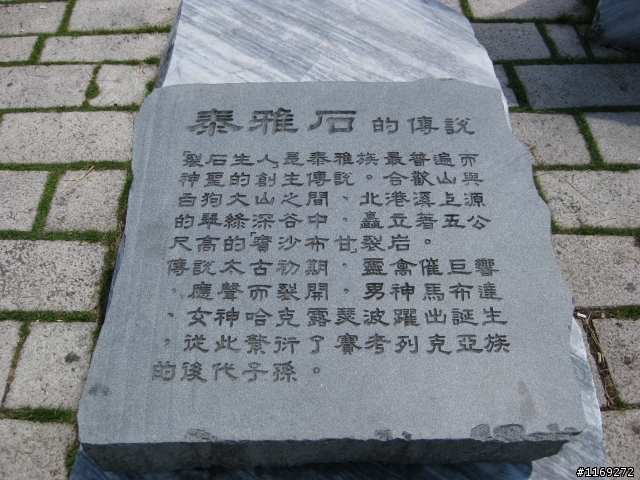 泰雅石的傳說
「裂石生人」是泰雅族最普遍而
神聖的創生傳說。合歡山與
白狗大山之間、北港溪上源
的翠綠深谷中、矗立著五公
尺高的「賓沙布甘」裂岩。
傳說太古初期、靈禽催巨響
、應聲而裂開、男神馬布達
、女神哈克露瑟波躍出誕生
、從此繁衍了賽考列克亞族
的後代子孫。
#1169272